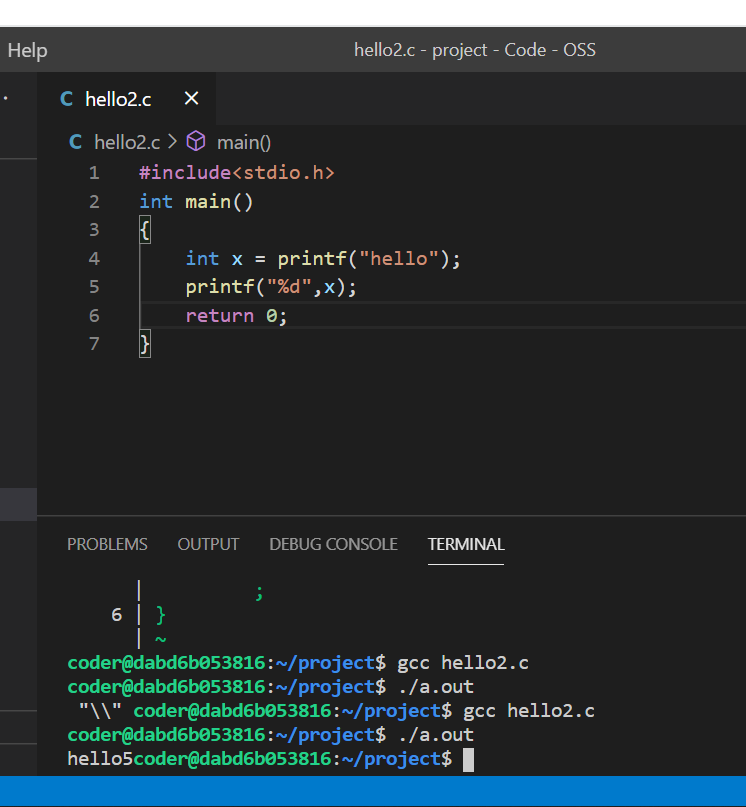 Help hello2.c - project - Code - OSS
C hello2.c ×
C hello2.c > main()
1 #include<stdio.h>
2 int main()
3 {
4 int x = printf("hello");
5 printf("%d",x);
6 return 0;
7 }
PROBLEMS OUTPUT DEBUG CONSOLE TERMINAL
| ;
6 | }
| ~
coder@dabd6b053816:~/project$ gcc hello2.c
coder@dabd6b053816:~/project$ ./a.out
"\\" coder@dabd6b053816:~/project$ gcc hello2.c
coder@dabd6b053816:~/project$ ./a.out
hello5coder@dabd6b053816:~/project$